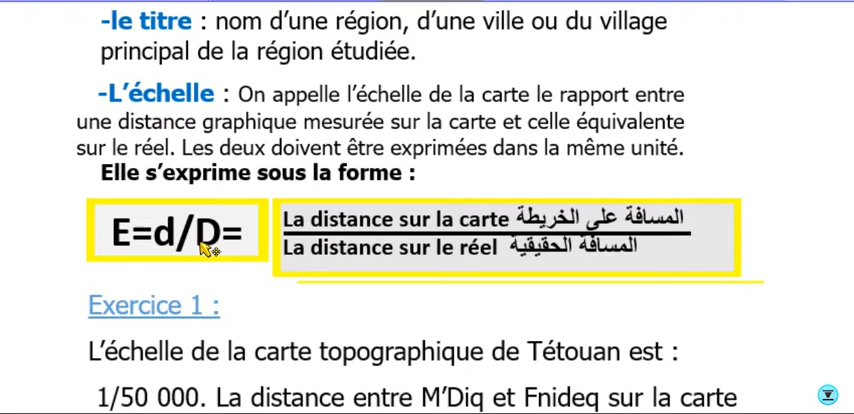 -le titre : nom d’une région, d’une ville ou du village
principal de la région étudiée.
-L’échelle : On appelle l’échelle de la carte le rapport entre
une distance graphique mesurée sur la carte et celle équivalente
sur le réel. Les deux doivent être exprimées dans la même unité.
Elle s’exprime sous la forme :
E=d/D=
La distance sur la carte المسافة على الخريطة
La distance sur le réel المسافة الحقيقية
Exercice 1 :
L’échelle de la carte topographique de Tétouan est :
1/50 000. La distance entre M’Diq et Fnideq sur la carte